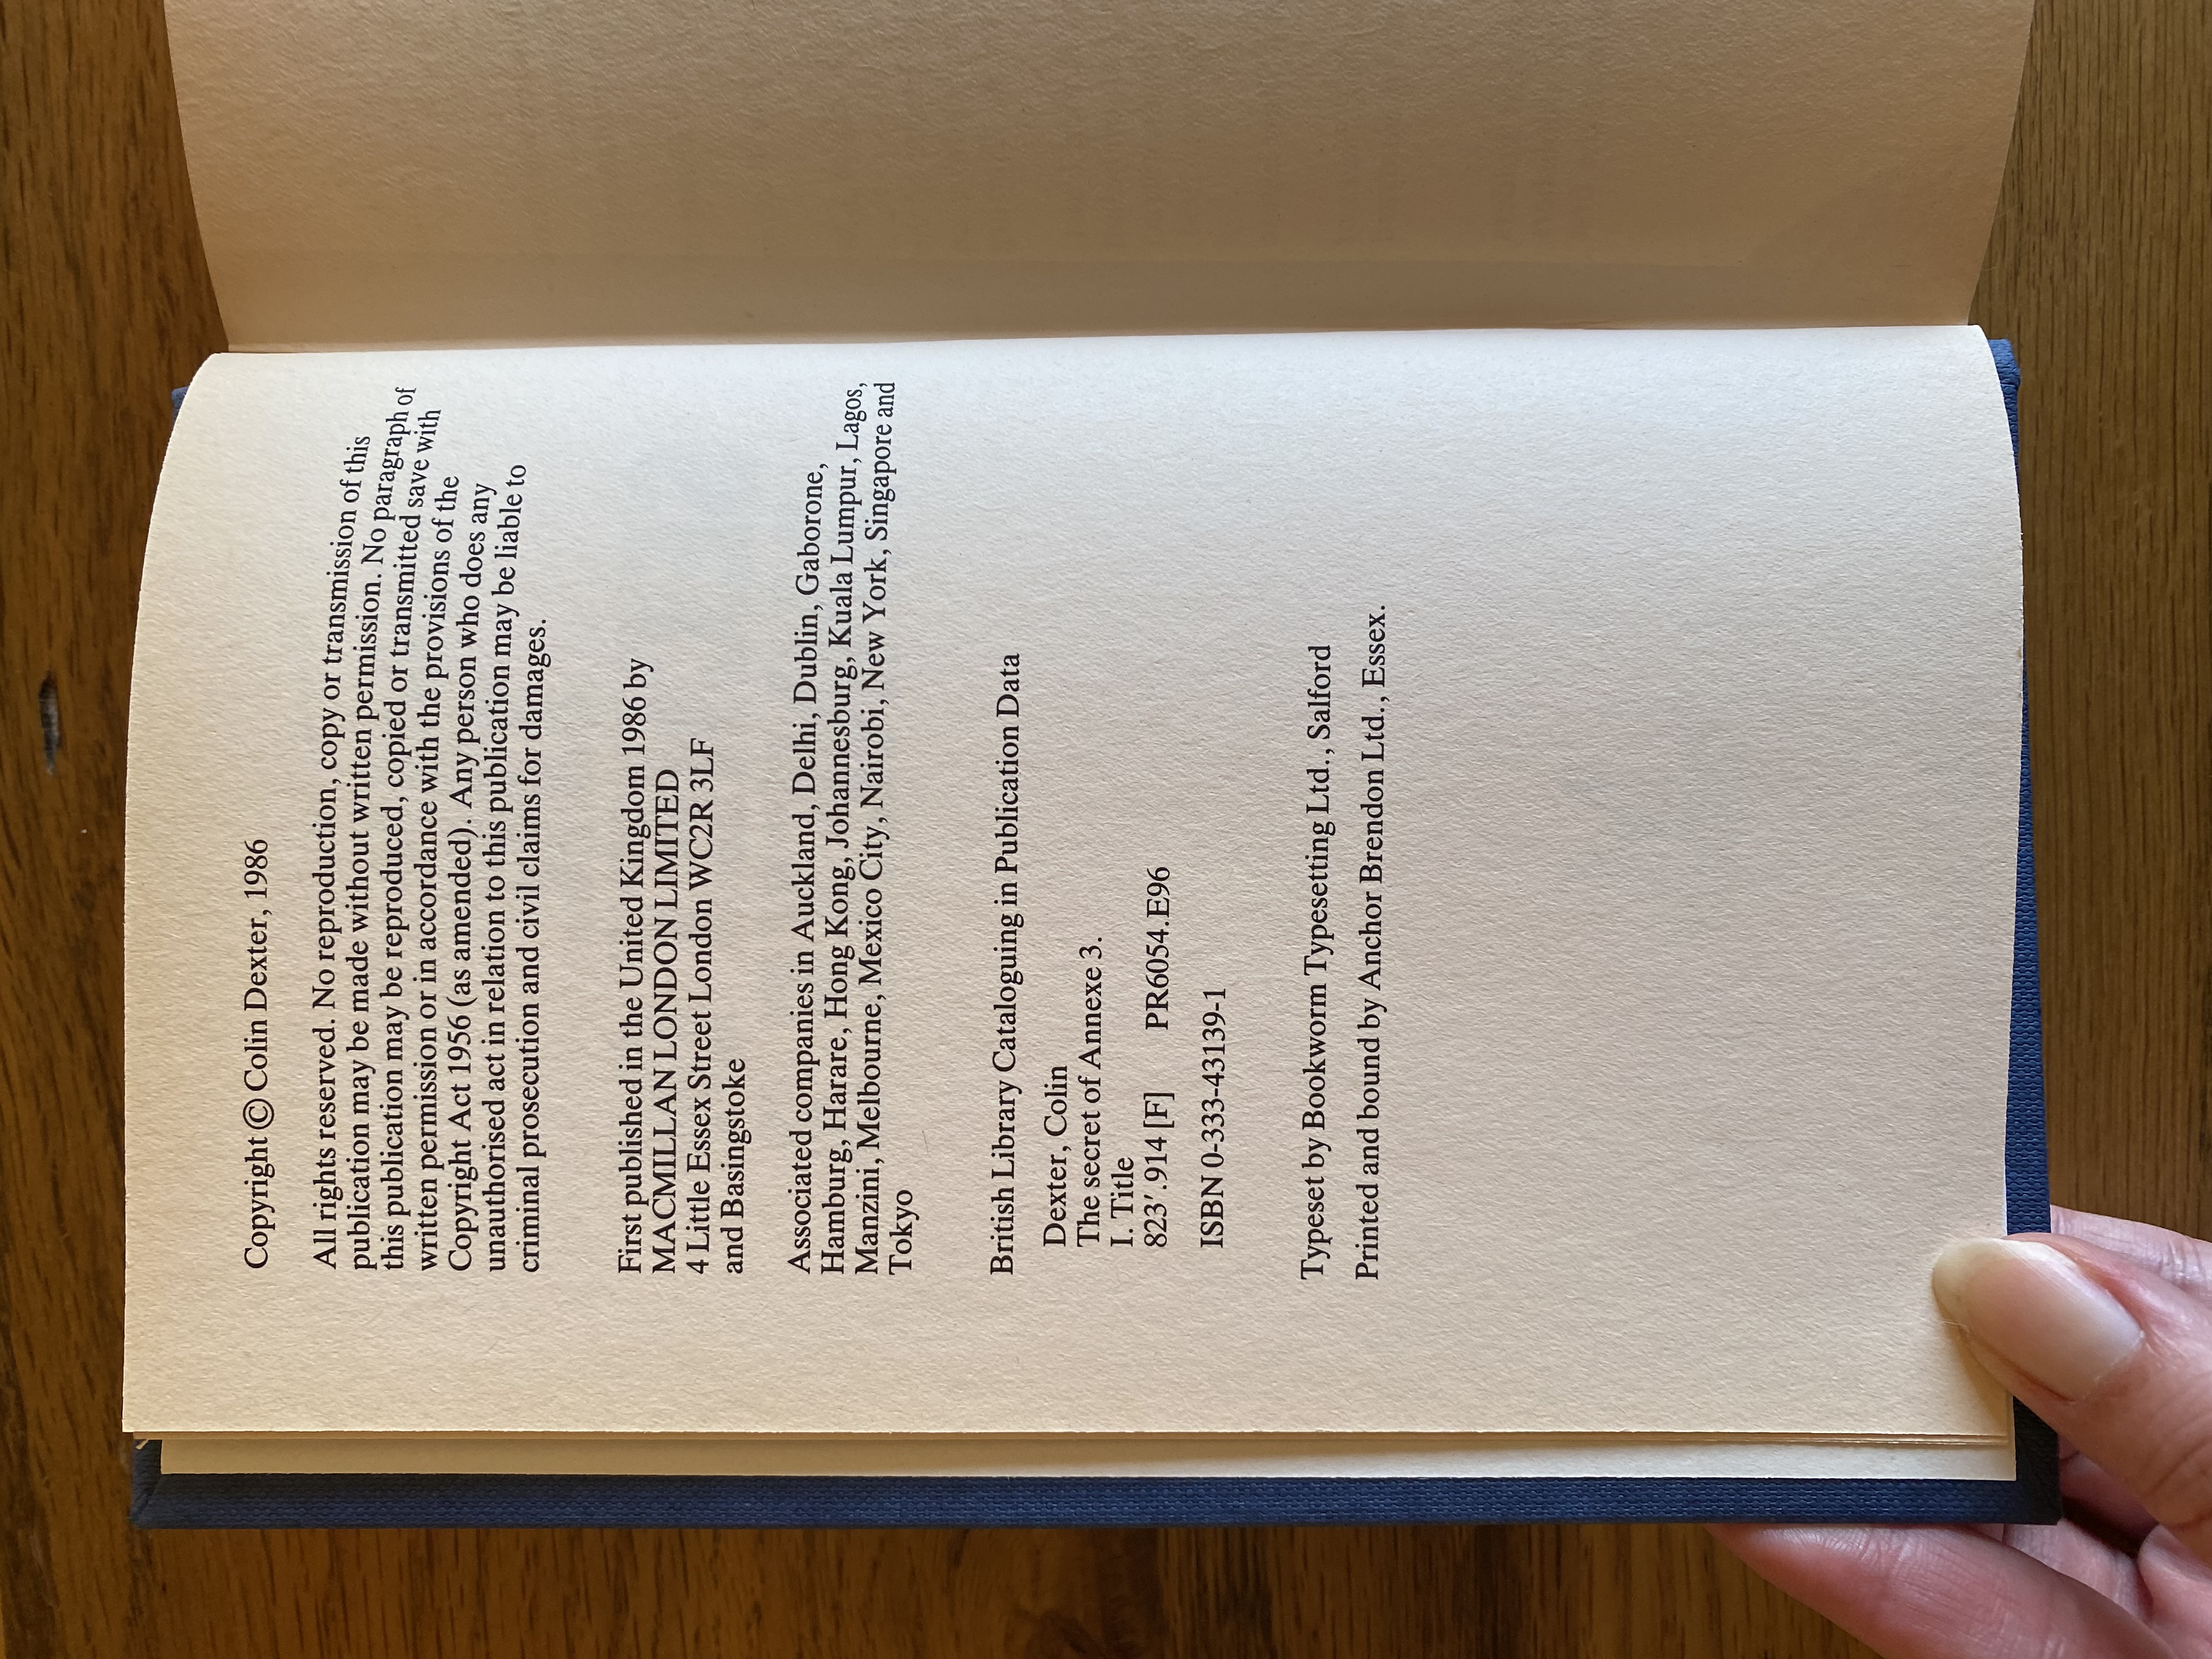 Copyright © Colin Dexter, 1986
All rights reserved. No reproduction, copy or transmission of this
publication may be made without written permission. No paragraph of
this publication may be reproduced, copied or transmitted save with
written permission or in accordance with the provisions of the
Copyright Act 1956 (as amended). Any person who does any
unauthorised act in relation to this publication may be liable to
criminal prosecution and civil claims for damages.
First published in the United Kingdom 1986 by
MACMILLAN LONDON LIMITED
4 Little Essex Street London WC2R 3LF
and Basingstoke
Associated companies in Auckland, Delhi, Dublin, Gaborone,
Hamburg, Harare, Hong Kong, Johannesburg, Kuala Lumpur, Lagos,
Manzini, Melbourne, Mexico City, Nairobi, New York, Singapore and
Tokyo
British Library Cataloguing in Publication Data
Dexter, Colin
The secret of Annexe 3.
I. Title
823'.914 [F] PR6054.E96
ISBN 0-333-43139-1
Typeset by Bookworm Typesetting Ltd., Salford
Printed and bound by Anchor Brendon Ltd., Essex.